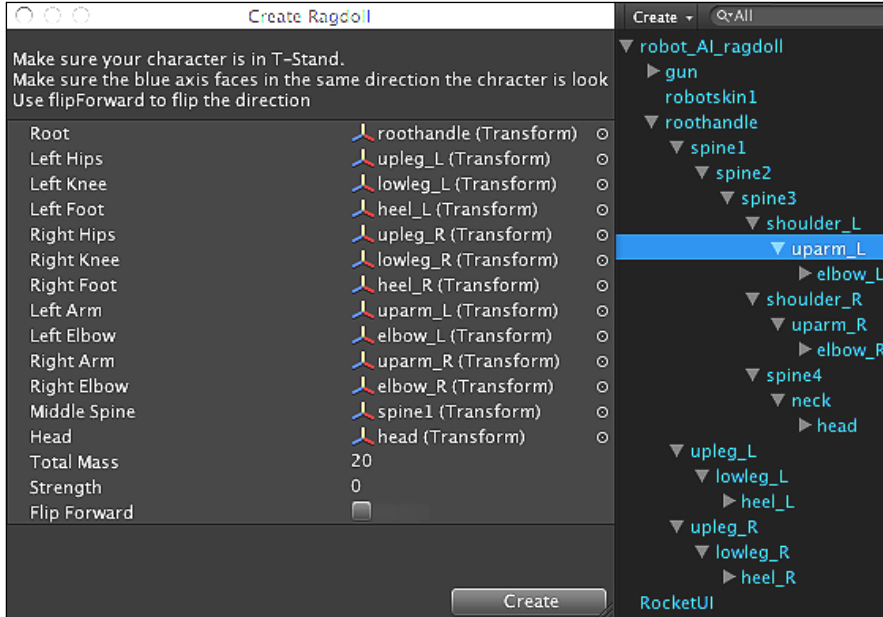 Create Ragdoll
Make sure your character is in T-Stand.
Make sure the blue axis faces in the same direction the chracter is look
Use flipForward to flip the direction
Root roothandle (Transform)
Left Hips upleg_L (Transform)
Left Knee lowleg_L (Transform)
Left Foot heel_L (Transform)
Right Hips upleg_R (Transform)
Right Knee lowleg_R (Transform)
Right Foot heel_R (Transform)
Left Arm uparm_L (Transform)
Left Elbow elbow_L (Transform)
Right Arm uparm_R (Transform)
Right Elbow elbow_R (Transform)
Middle Spine spine1 (Transform)
Head head (Transform)
Total Mass 20
Strength 0
Flip Forward
Create
Create All
robot_AI_ragdoll
gun
robotskin1
roothandle
spine1
spine2
spine3
shoulder_L
uparm_L
elbow_L
shoulder_R
uparm_R
elbow_R
spine4
neck
head
upleg_L
lowleg_L
heel_L
upleg_R
lowleg_R
heel_R
RocketUI